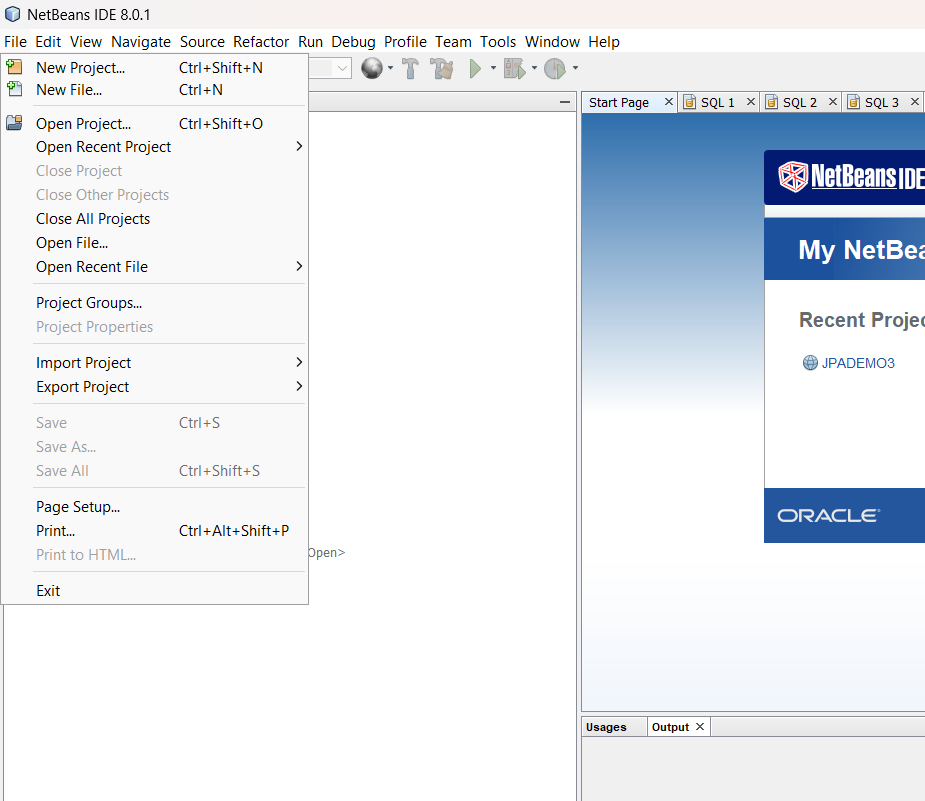 NetBeans IDE 8.0.1
File Edit View Navigate Source Refactor Run Debug Profile Team Tools Window Help
New Project... Ctrl+Shift+N
New File... Ctrl+N
Open Project... Ctrl+Shift+O
Open Recent Project
Close Project
Close Other Projects
Close All Projects
Open File...
Open Recent File
Project Groups...
Project Properties
Import Project
Export Project
Save Ctrl+S
Save As...
Save All Ctrl+Shift+S
Page Setup...
Print... Ctrl+Alt+Shift+P
Print to HTML...
Exit
Open>
Start Page SQL 1 SQL 2 SQL 3
NetBeans IDE
My NetBea
Recent Projec
JPADEMO3
ORACLE
Usages Output